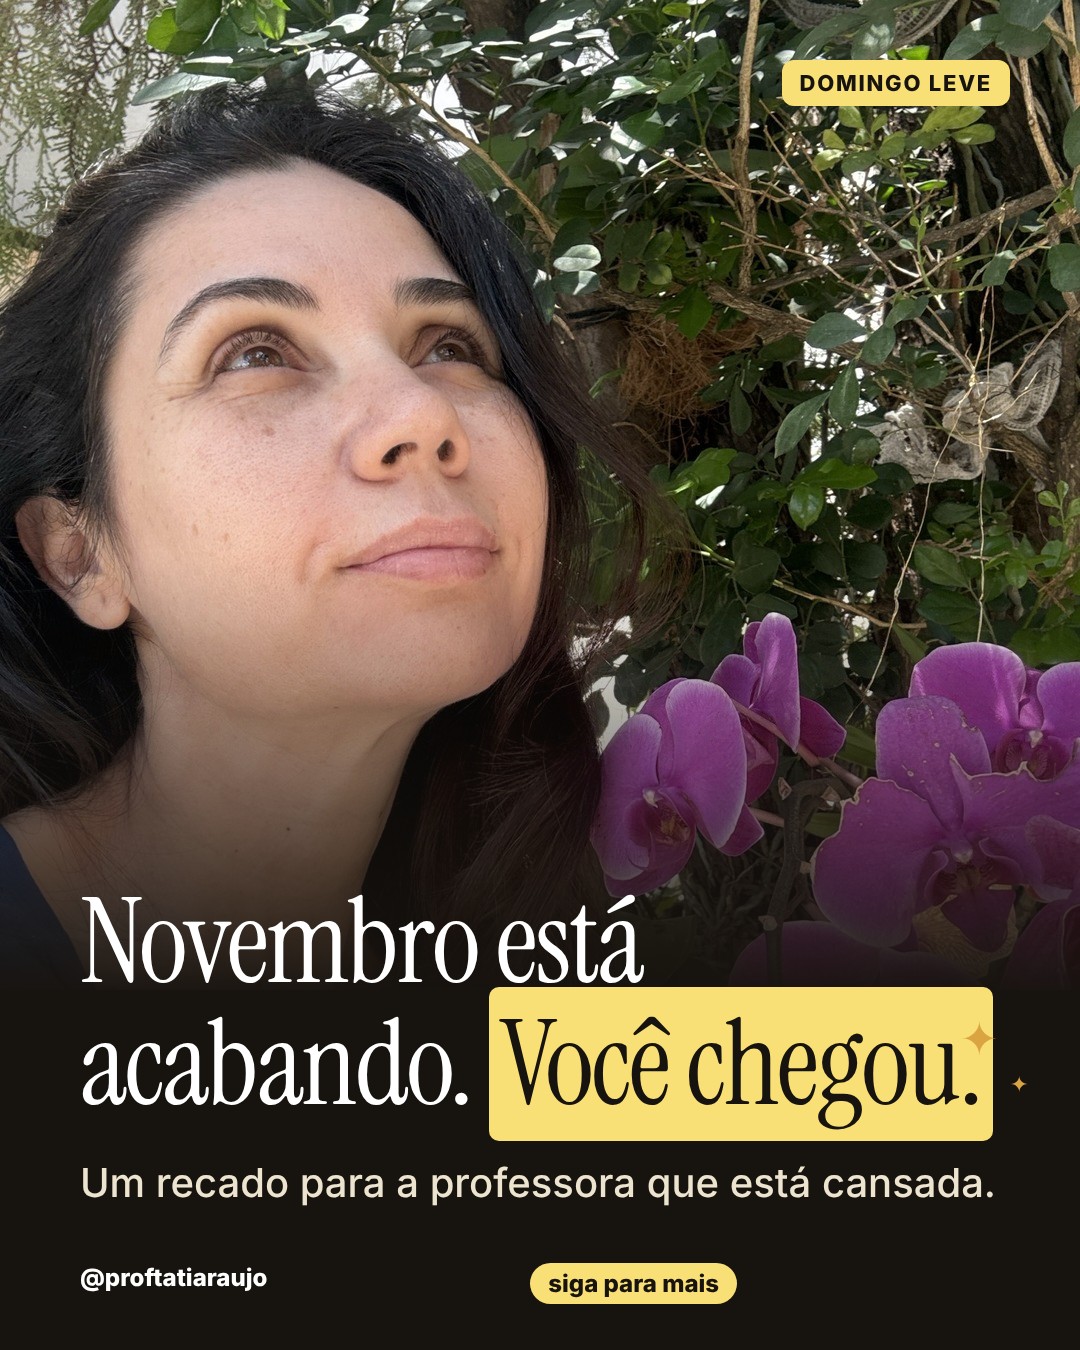 DOMINGO LEVE
Novembro está
acabando. Você chegou.
Um recado para a professora que está cansada.
@proftatiaraujo
siga para mais